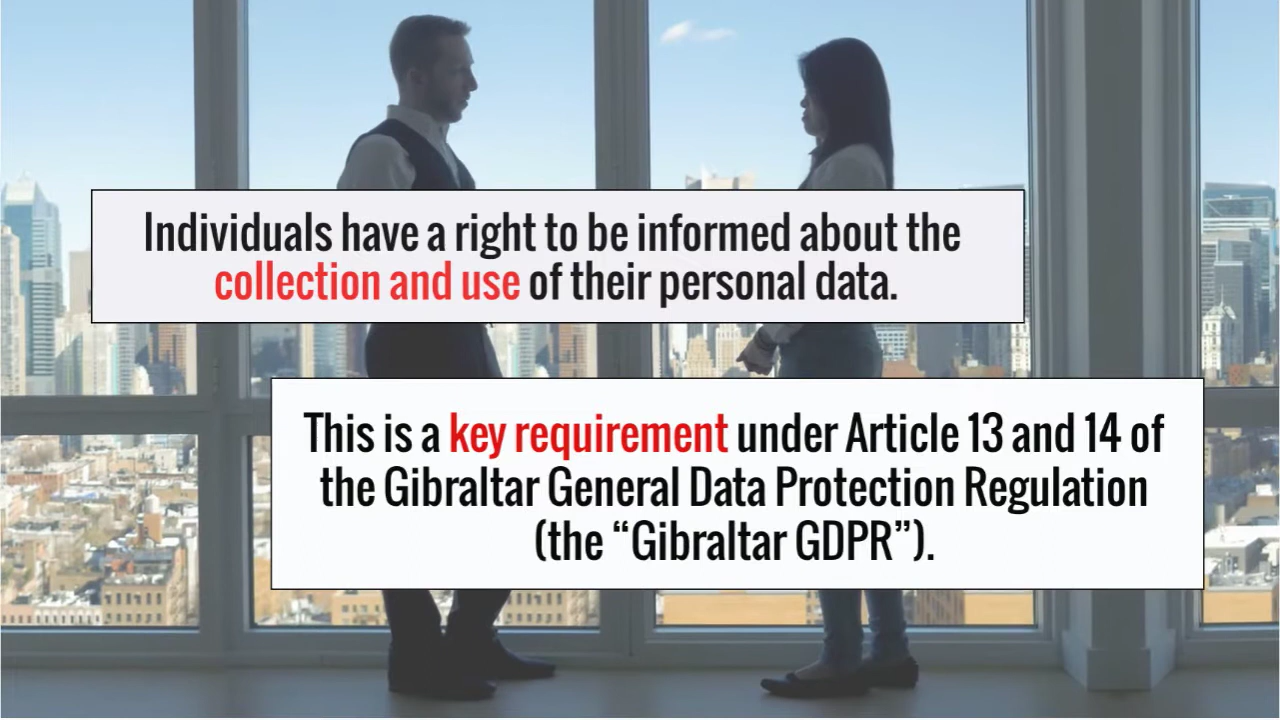 Individuals have a right to be informed about the
collection and use of their personal data.
This is a key requirement under Article 13 and 14 of
the Gibraltar General Data Protection Regulation
(the “Gibraltar GDPR”).